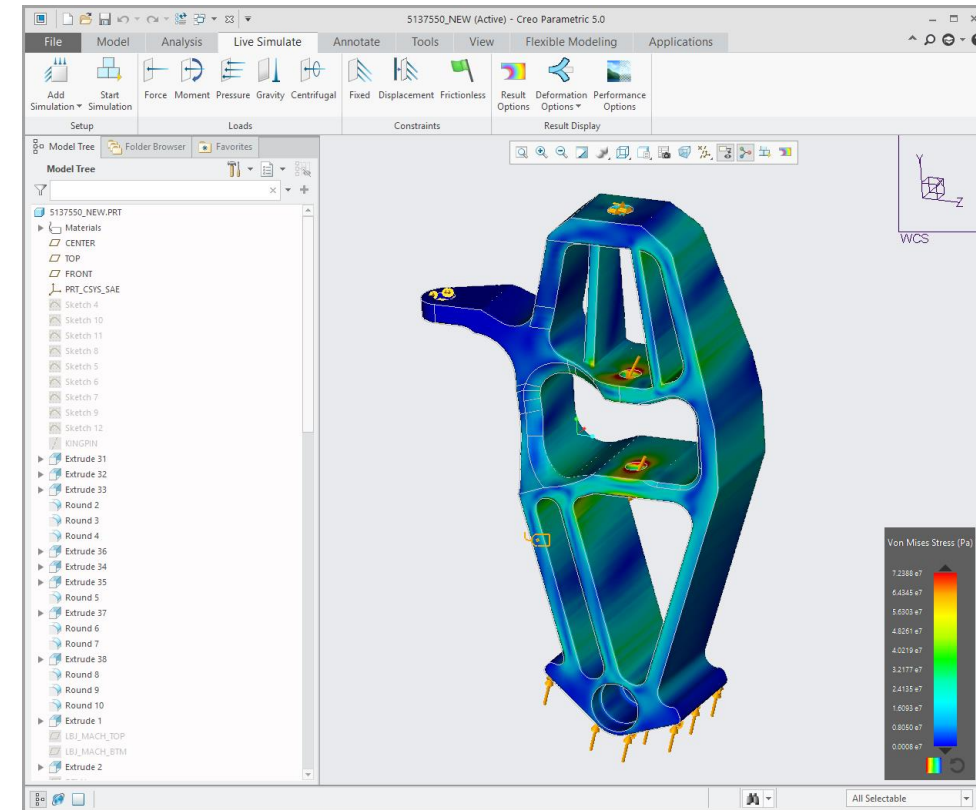 5137550_NEW (Active) - Creo Parametric 5.0
File Model Analysis Live Simulate Annotate Tools View Flexible Modeling Applications
Add Simulation Start Simulation Force Moment Pressure Gravity Centrifugal Fixed Displacement Frictionless Result Options Deformation Options Performance Options
Setup Loads Constraints Result Display
Model Tree Folder Browser Favorites
Model Tree
5137550_NEW.PRT
Materials
CENTER
TOP
FRONT
PRT_CSYS_SAE
Sketch 4
Sketch 10
Sketch 11
Sketch 8
Sketch 5
Sketch 6
Sketch 7
Sketch 9
Sketch 12
KINGPIN
Extrude 31
Extrude 32
Extrude 33
Round 2
Round 3
Round 4
Extrude 36
Extrude 34
Extrude 35
Round 5
Extrude 37
Round 6
Round 7
Extrude 38
Round 8
Round 9
Round 10
Extrude 1
LBJ_MACH_TOP
LBJ_MACH_BTM
Extrude 2
Y
Z
WCS
Von Mises Stress (Pa)
7.2388 e7
6.4345 e7
5.6303 e7
4.8261 e7
4.0219 e7
3.2177 e7
2.4135 e7
1.6093 e7
0.8050 e7
0.0008 e7
All Selectable